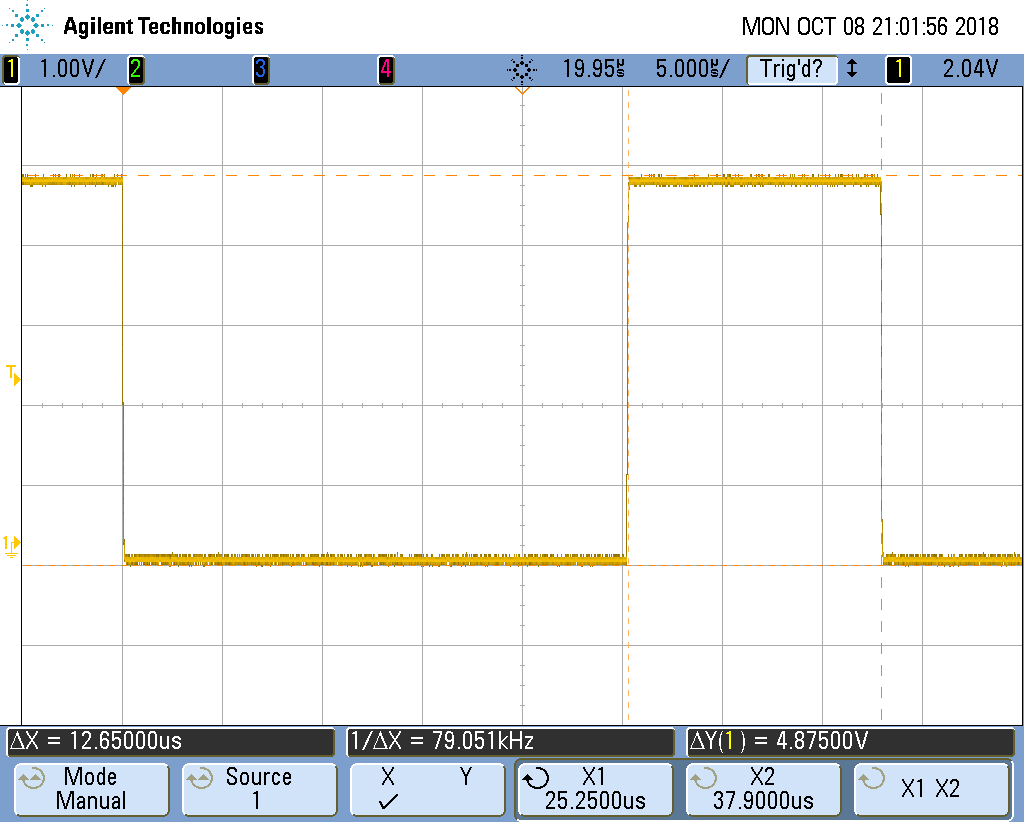 Agilent Technologies
MON OCT 08 21:01:56 2018
1 1.00V/ 2 3 4 19.95µs 5.000µs/ Trig'd? ↕ 1 2.04V
T
1
ΔX = 12.65000us 1/ΔX = 79.051kHz ΔY(1) = 4.87500V
Mode Source X Y X1 X2 X1 X2
Manual 1 ✓ 25.2500us 37.9000us